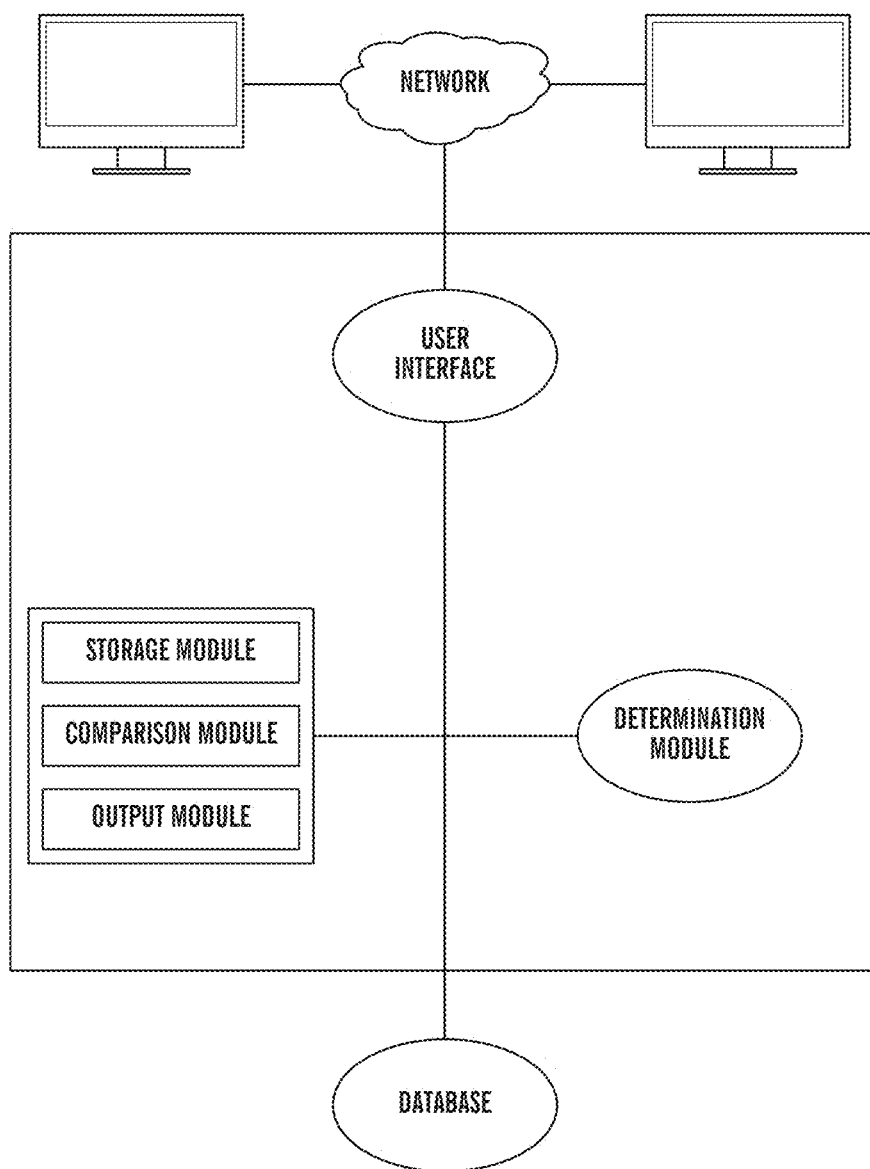 NETWORK
USER
INTERFACE
STORAGE MODULE
COMPARISON MODULE
OUTPUT MODULE
DETERMINATION
MODULE
DATABASE